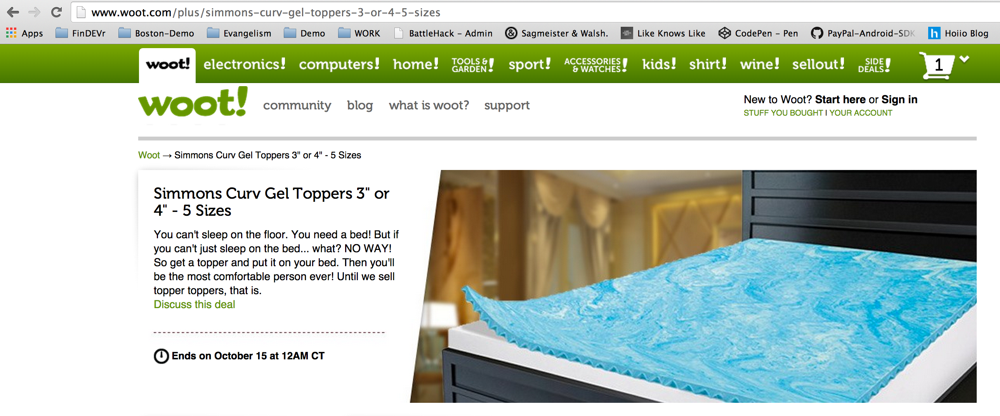 www.woot.com/plus/simmons-curv-gel-toppers-3-or-4-5-sizes
Apps FinDEVr Boston-Demo Evangelism Demo WORK BattleHack - Admin Sagmeister & Walsh. Like Knows Like CodePen - Pen PayPal-Android-SDK Hoiio Blog
woot! electronics! computers! home! TOOLS & GARDEN! sport! ACCESSORIES & WATCHES! kids! shirt! wine! sellout! SIDE DEALS! 1
woot! community blog what is woot? support
New to Woot? Start here or Sign in
STUFF YOU BOUGHT | YOUR ACCOUNT
Woot → Simmons Curv Gel Toppers 3" or 4" - 5 Sizes
Simmons Curv Gel Toppers 3" or
4" - 5 Sizes
You can't sleep on the floor. You need a bed! But if
you can't just sleep on the bed... what? NO WAY!
So get a topper and put it on your bed. Then you'll
be the most comfortable person ever! Until we sell
topper toppers, that is.
Discuss this deal
Ends on October 15 at 12AM CT